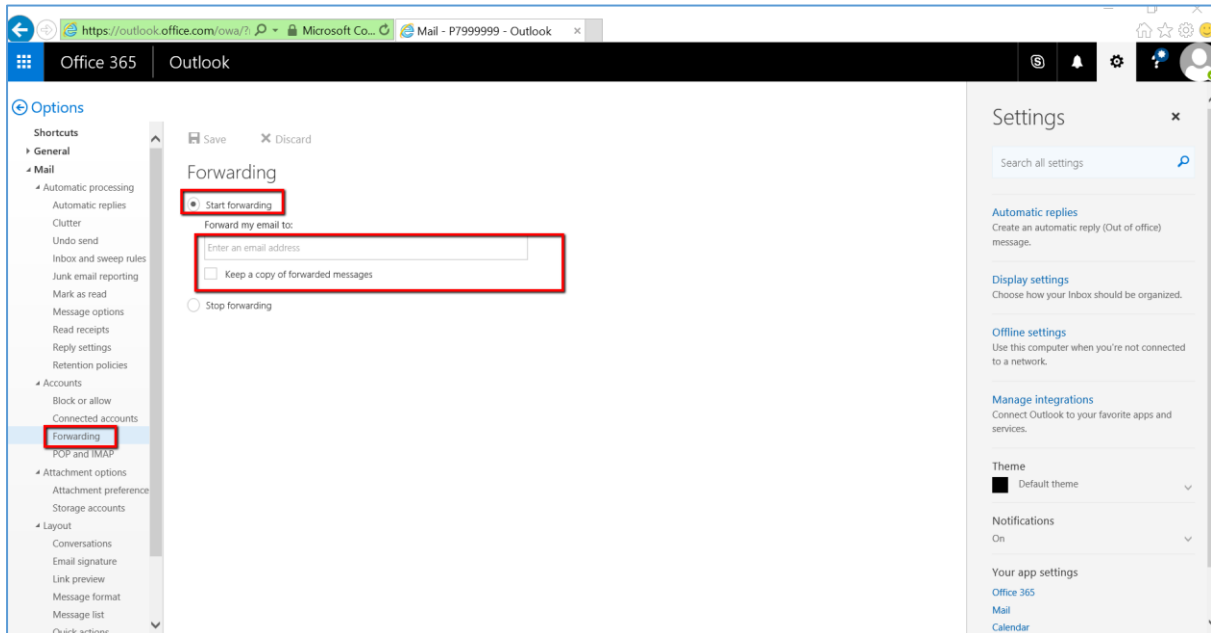 https://outlook.office.com/owa/?
Microsoft Co...
Mail - P7999999 - Outlook
Office 365
Outlook
Options
Shortcuts
General
Mail
Automatic processing
Automatic replies
Clutter
Undo send
Inbox and sweep rules
Junk email reporting
Mark as read
Message options
Read receipts
Reply settings
Retention policies
Accounts
Block or allow
Connected accounts
Forwarding
POP and IMAP
Attachment options
Attachment preference
Storage accounts
Layout
Conversations
Email signature
Link preview
Message format
Message list
Quick actions
Save
Discard
Forwarding
Start forwarding
Forward my email to:
Enter an email address
Keep a copy of forwarded messages
Stop forwarding
Settings
Search all settings
Automatic replies
Create an automatic reply (Out of office)
message.
Display settings
Choose how your Inbox should be organized.
Offline settings
Use this computer when you're not connected
to a network.
Manage integrations
Connect Outlook to your favorite apps and
services.
Theme
Default theme
Notifications
On
Your app settings
Office 365
Mail
Calendar